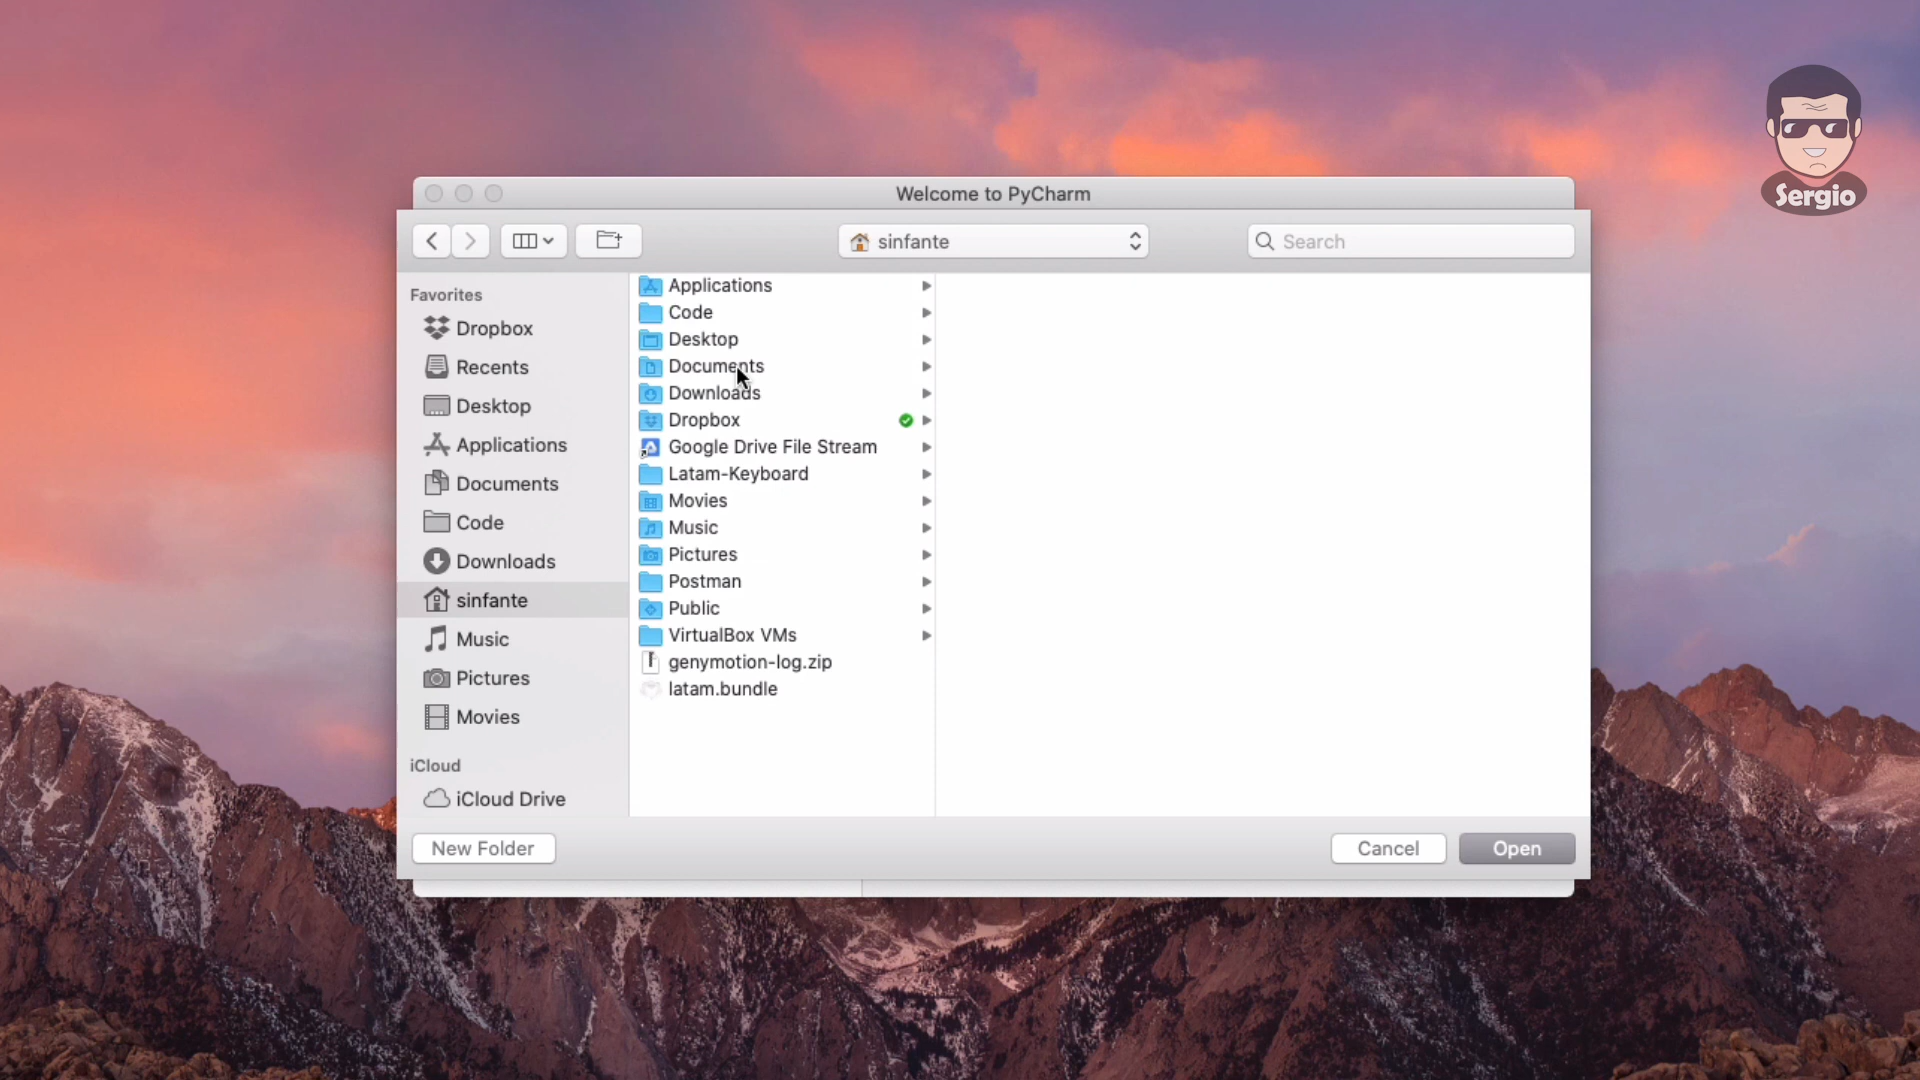 Sergio
Welcome to PyCharm
sinfante
Search
Favorites
Dropbox
Recents
Desktop
Applications
Documents
Code
Downloads
sinfante
Music
Pictures
Movies
iCloud
iCloud Drive
Applications
Code
Desktop
Documents
Downloads
Dropbox
Google Drive File Stream
Latam-Keyboard
Movies
Music
Pictures
Postman
Public
VirtualBox VMs
genymotion-log.zip
latam.bundle
New Folder
Cancel
Open